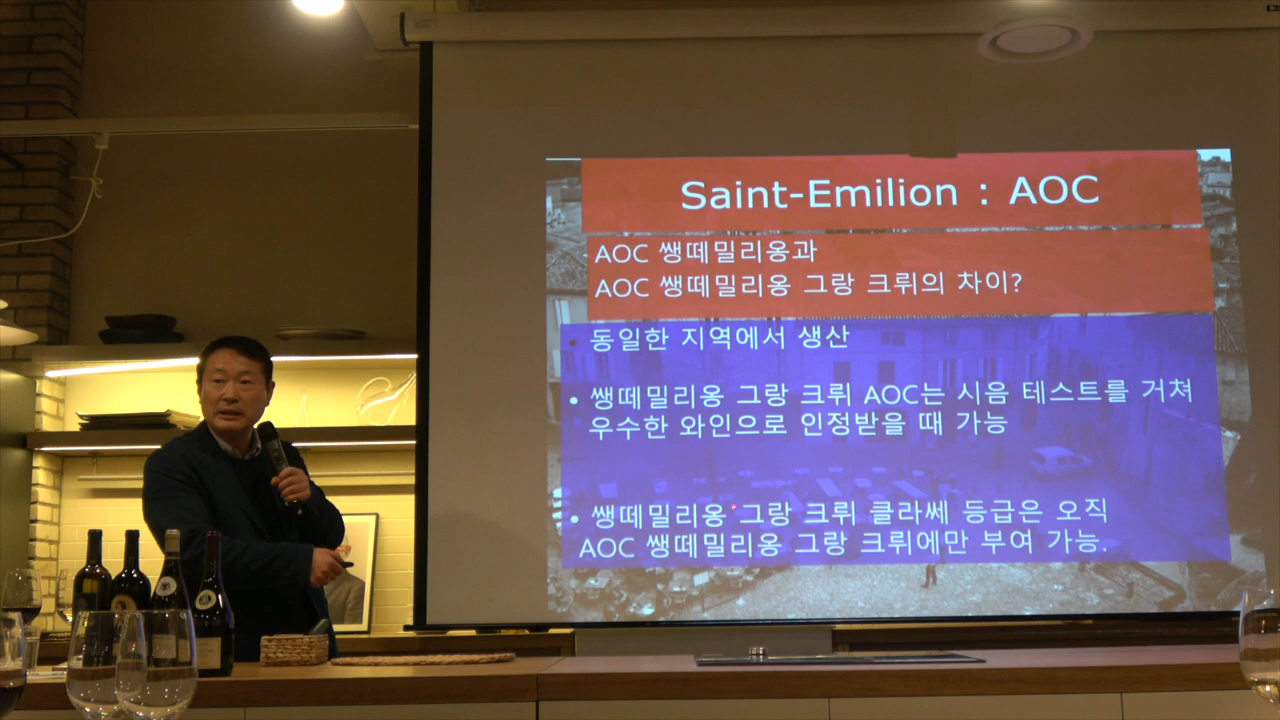 Saint-Emilion : AOC
AOC 쌩떼밀리옹과
AOC 쌩떼밀리옹 그랑 크뤼의 차이?
• 동일한 지역에서 생산
• 쌩떼밀리옹 그랑 크뤼 AOC는 시음 테스트를 거쳐
우수한 와인으로 인정받을 때 가능
• 쌩떼밀리옹 그랑 크뤼 클라쎄 등급은 오직
AOC 쌩떼밀리옹 그랑 크뤼에만 부여 가능.